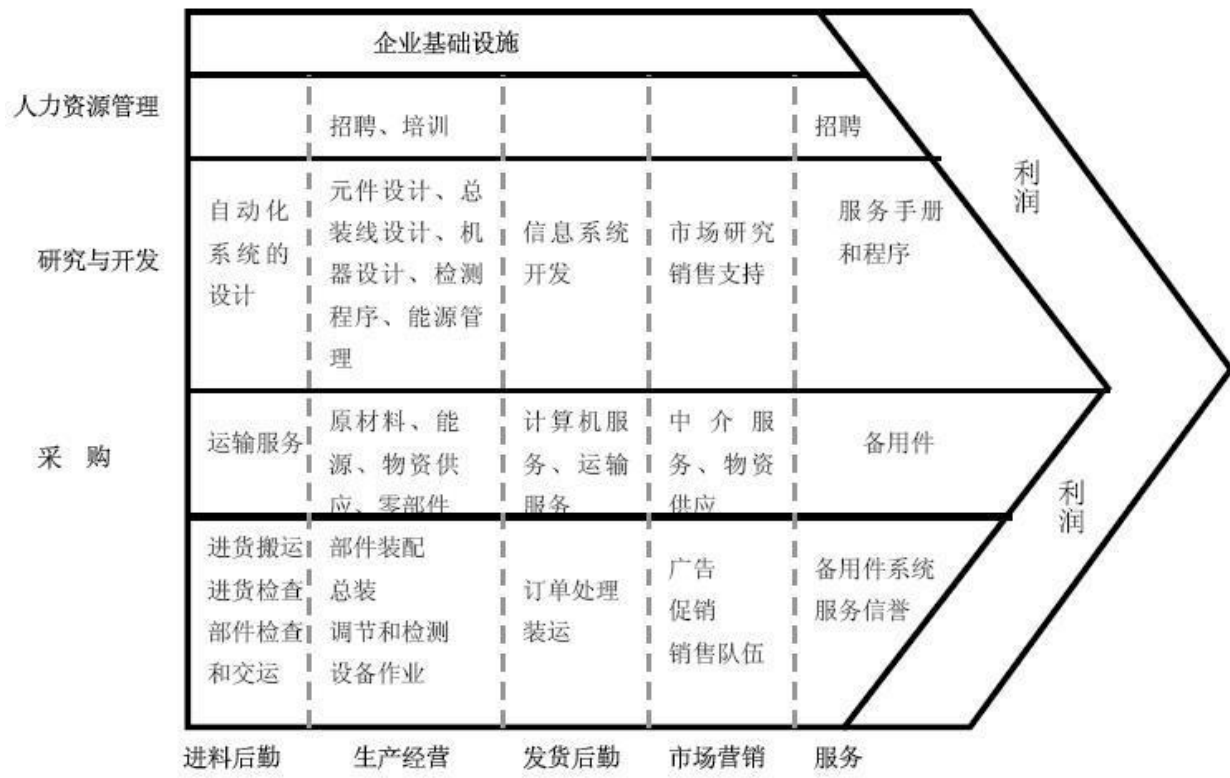 企业基础设施
人力资源管理
招聘、培训
招聘
研究与开发
自动化
系统的
设计
元件设计、总
装线设计、机
器设计、检测
程序、能源管
理
信息系统
开发
市场研究
销售支持
服务手册
和程序
利
润
采 购
运输服务
原材料、能
源、物资供
应、零部件
计算机服
务、运输
服务
中介服
务、物资
供应
备用件
利
润
进货搬运
进货检查
部件检查
和交运
部件装配
总装
调节和检测
设备作业
订单处理
装运
广告
促销
销售队伍
备用件系统
服务信誉
进料后勤
生产经营
发货后勤
市场营销
服务